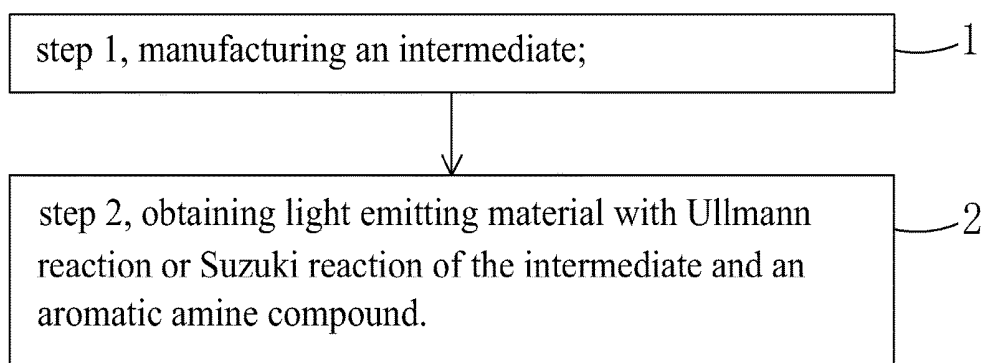 step 1, manufacturing an intermediate;
1
step 2, obtaining light emitting material with Ullmann
reaction or Suzuki reaction of the intermediate and an
aromatic amine compound.
2